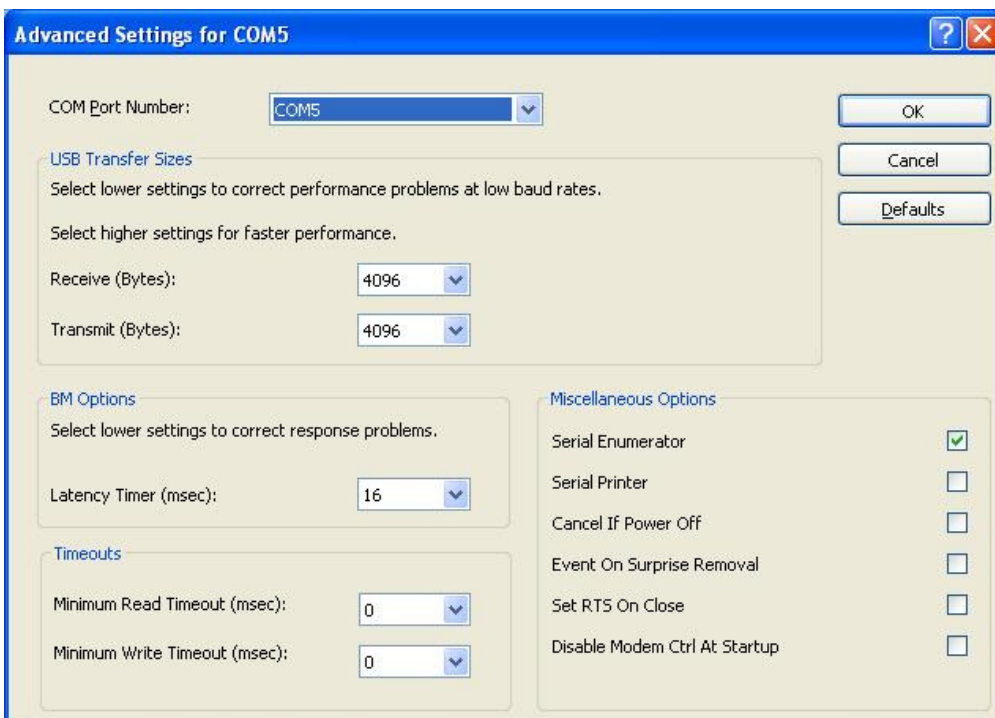 Advanced Settings for COM5
COM Port Number: COM5
OK
USB Transfer Sizes
Cancel
Select lower settings to correct performance problems at low baud rates.
Defaults
Select higher settings for faster performance.
Receive (Bytes): 4096
Transmit (Bytes): 4096
BM Options
Select lower settings to correct response problems.
Latency Timer (msec): 16
Timeouts
Minimum Read Timeout (msec): 0
Minimum Write Timeout (msec): 0
Miscellaneous Options
Serial Enumerator
Serial Printer
Cancel If Power Off
Event On Surprise Removal
Set RTS On Close
Disable Modem Ctrl At Startup